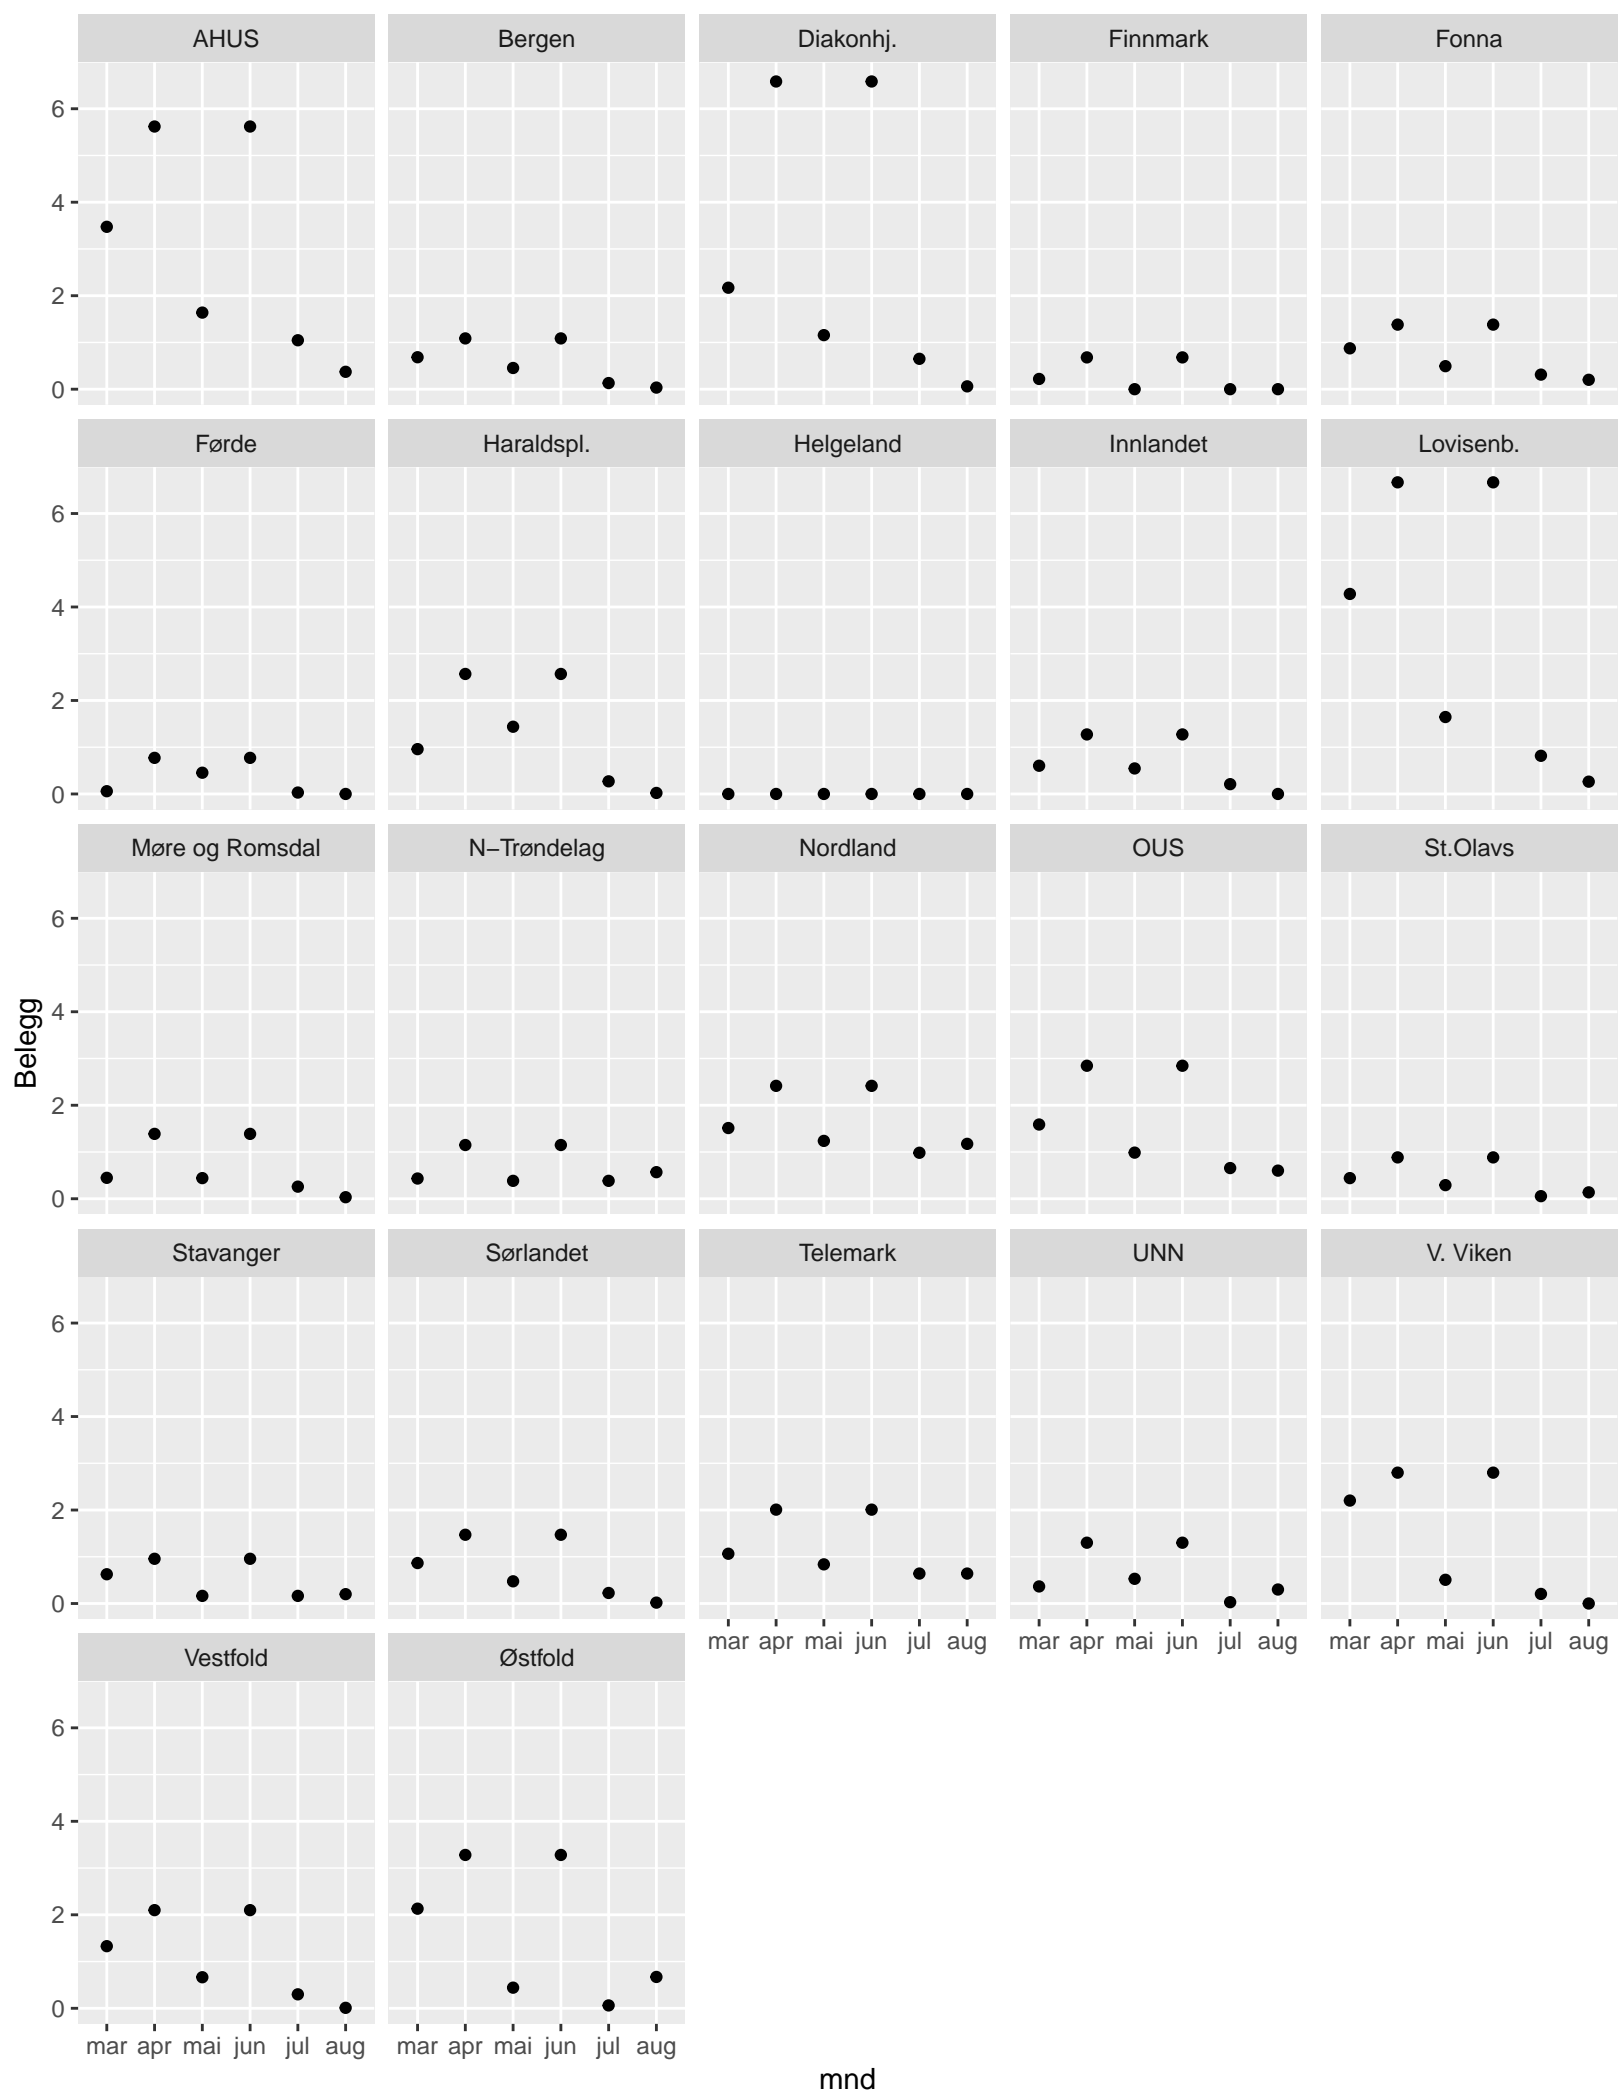 AHUS Bergen Diakonhj. Finnmark Fonna
6
4
2
0
Førde Haraldspl. Helgeland Innlandet Lovisenb.
6
4
2
0
Møre og Romsdal N−Trøndelag Nordland OUS St.Olavs
6
4
2
0
Belegg
Stavanger Sørlandet Telemark UNN V. Viken
6
4
2
0
mar apr mai jun jul aug mar apr mai jun jul aug mar apr mai jun jul aug
Vestfold Østfold
6
4
2
0
mar apr mai jun jul aug mar apr mai jun jul aug
mnd